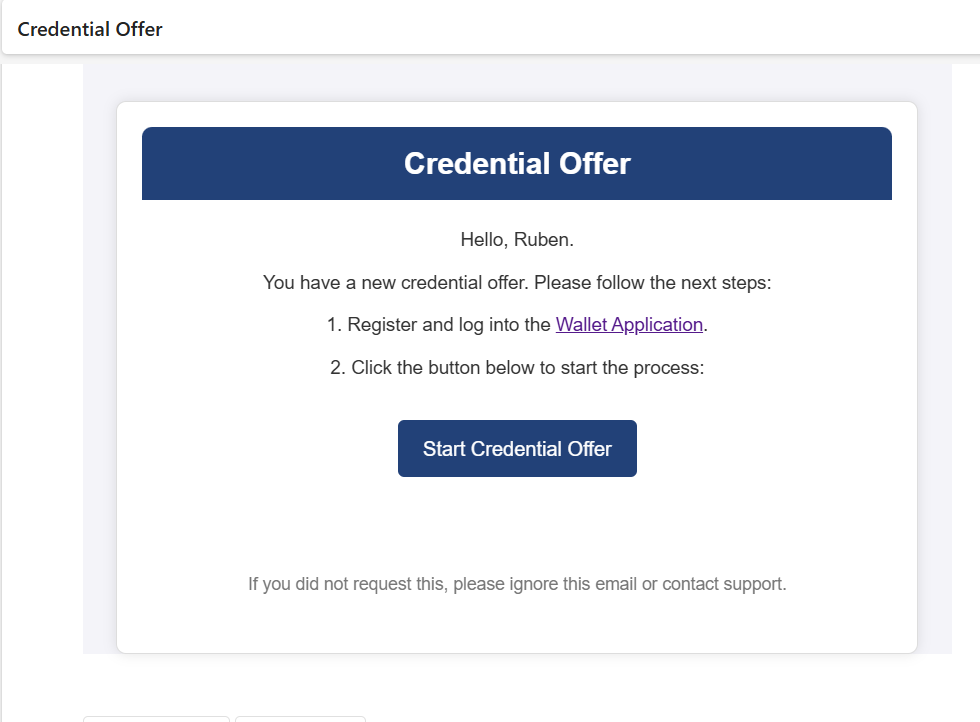 Credential Offer
Credential Offer
Hello, Ruben.
You have a new credential offer. Please follow the next steps:
1. Register and log into the Wallet Application.
2. Click the button below to start the process:
Start Credential Offer
If you did not request this, please ignore this email or contact support.